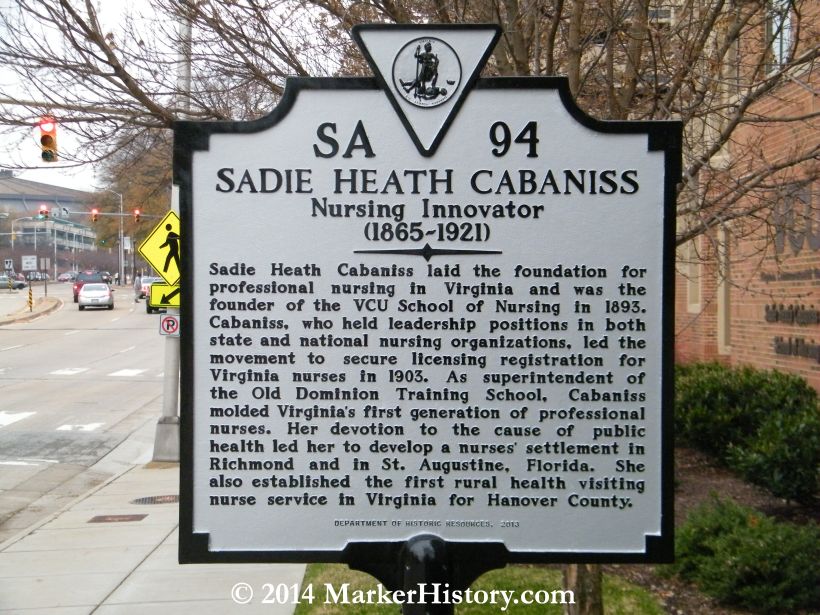 SA 94
SADIE HEATH CABANISS
Nursing Innovator
(1865-1921)
Sadie Heath Cabaniss laid the foundation for
professional nursing in Virginia and was the
founder of the VCU School of Nursing in 1893.
Cabaniss, who held leadership positions in both
state and national nursing organizations, led the
movement to secure licensing registration for
Virginia nurses in 1903. As superintendent of
the Old Dominion Training School, Cabaniss
molded Virginia's first generation of professional
nurses. Her devotion to the cause of public
health led her to develop a nurses' settlement in
Richmond and in St. Augustine, Florida. She
also established the first rural health visiting
nurse service in Virginia for Hanover County.
DEPARTMENT OF HISTORIC RESOURCES, 2013
P
VCU
© 2014 MarkerHistory.com